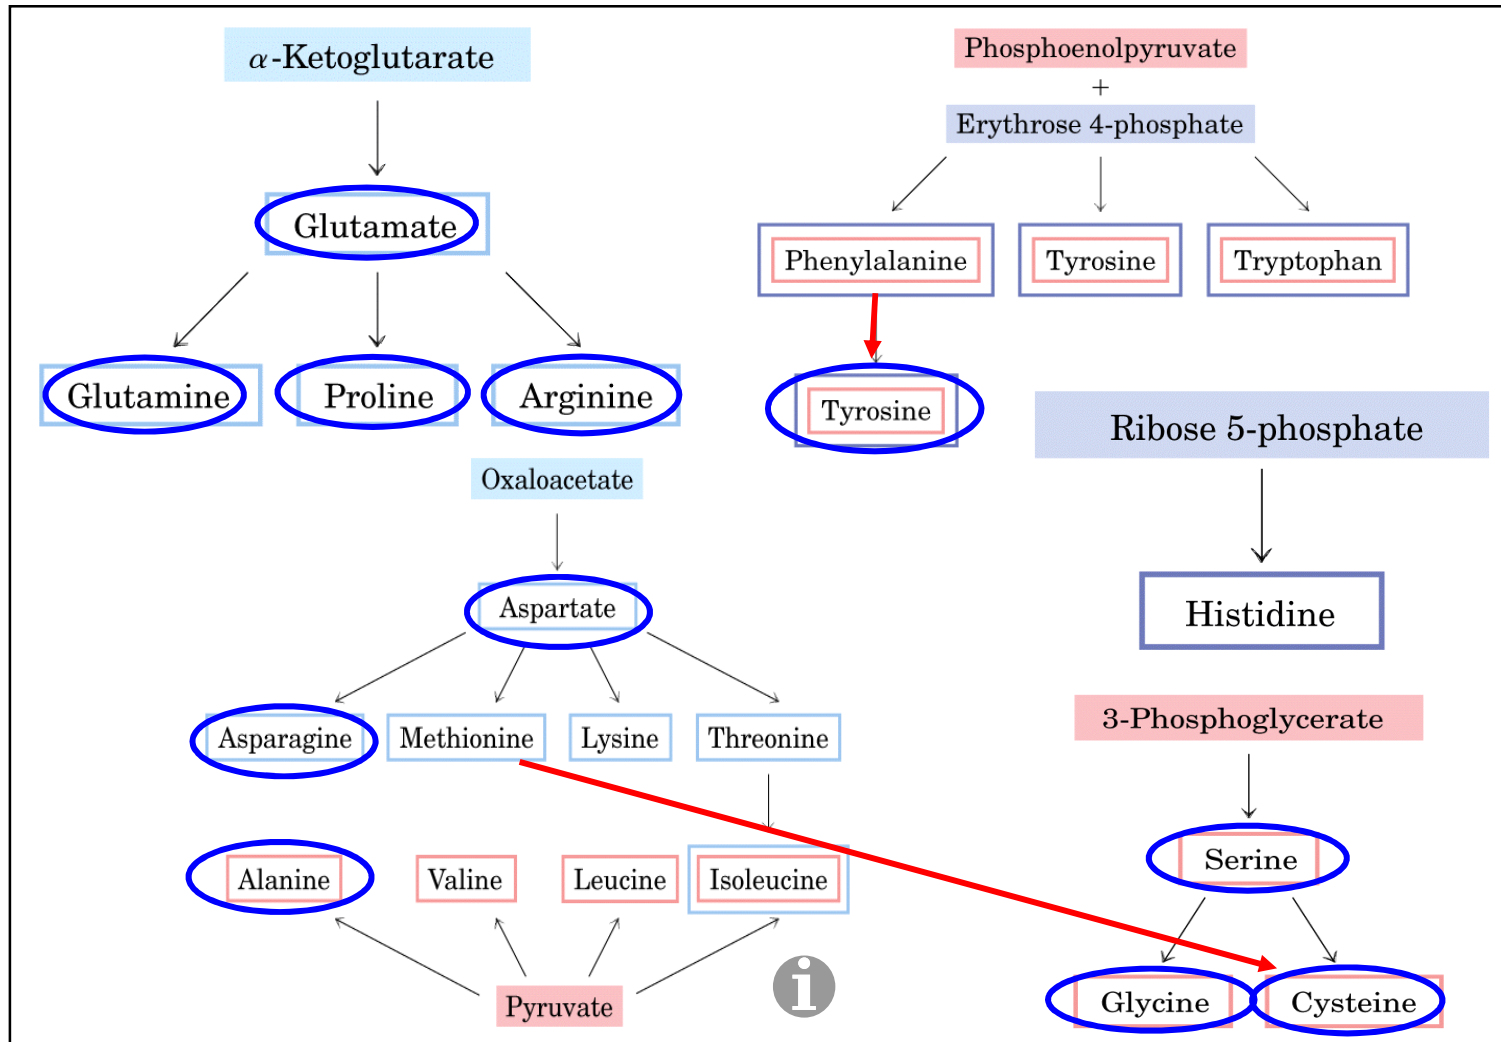 α-Ketoglutarate
Glutamate
Glutamine Proline Arginine
Phosphoenolpyruvate
+
Erythrose 4-phosphate
Phenylalanine Tyrosine Tryptophan
Tyrosine
Ribose 5-phosphate
Histidine
Oxaloacetate
Aspartate
Asparagine Methionine Lysine Threonine
Alanine Valine Leucine Isoleucine
Pyruvate
i
3-Phosphoglycerate
Serine
Glycine Cysteine